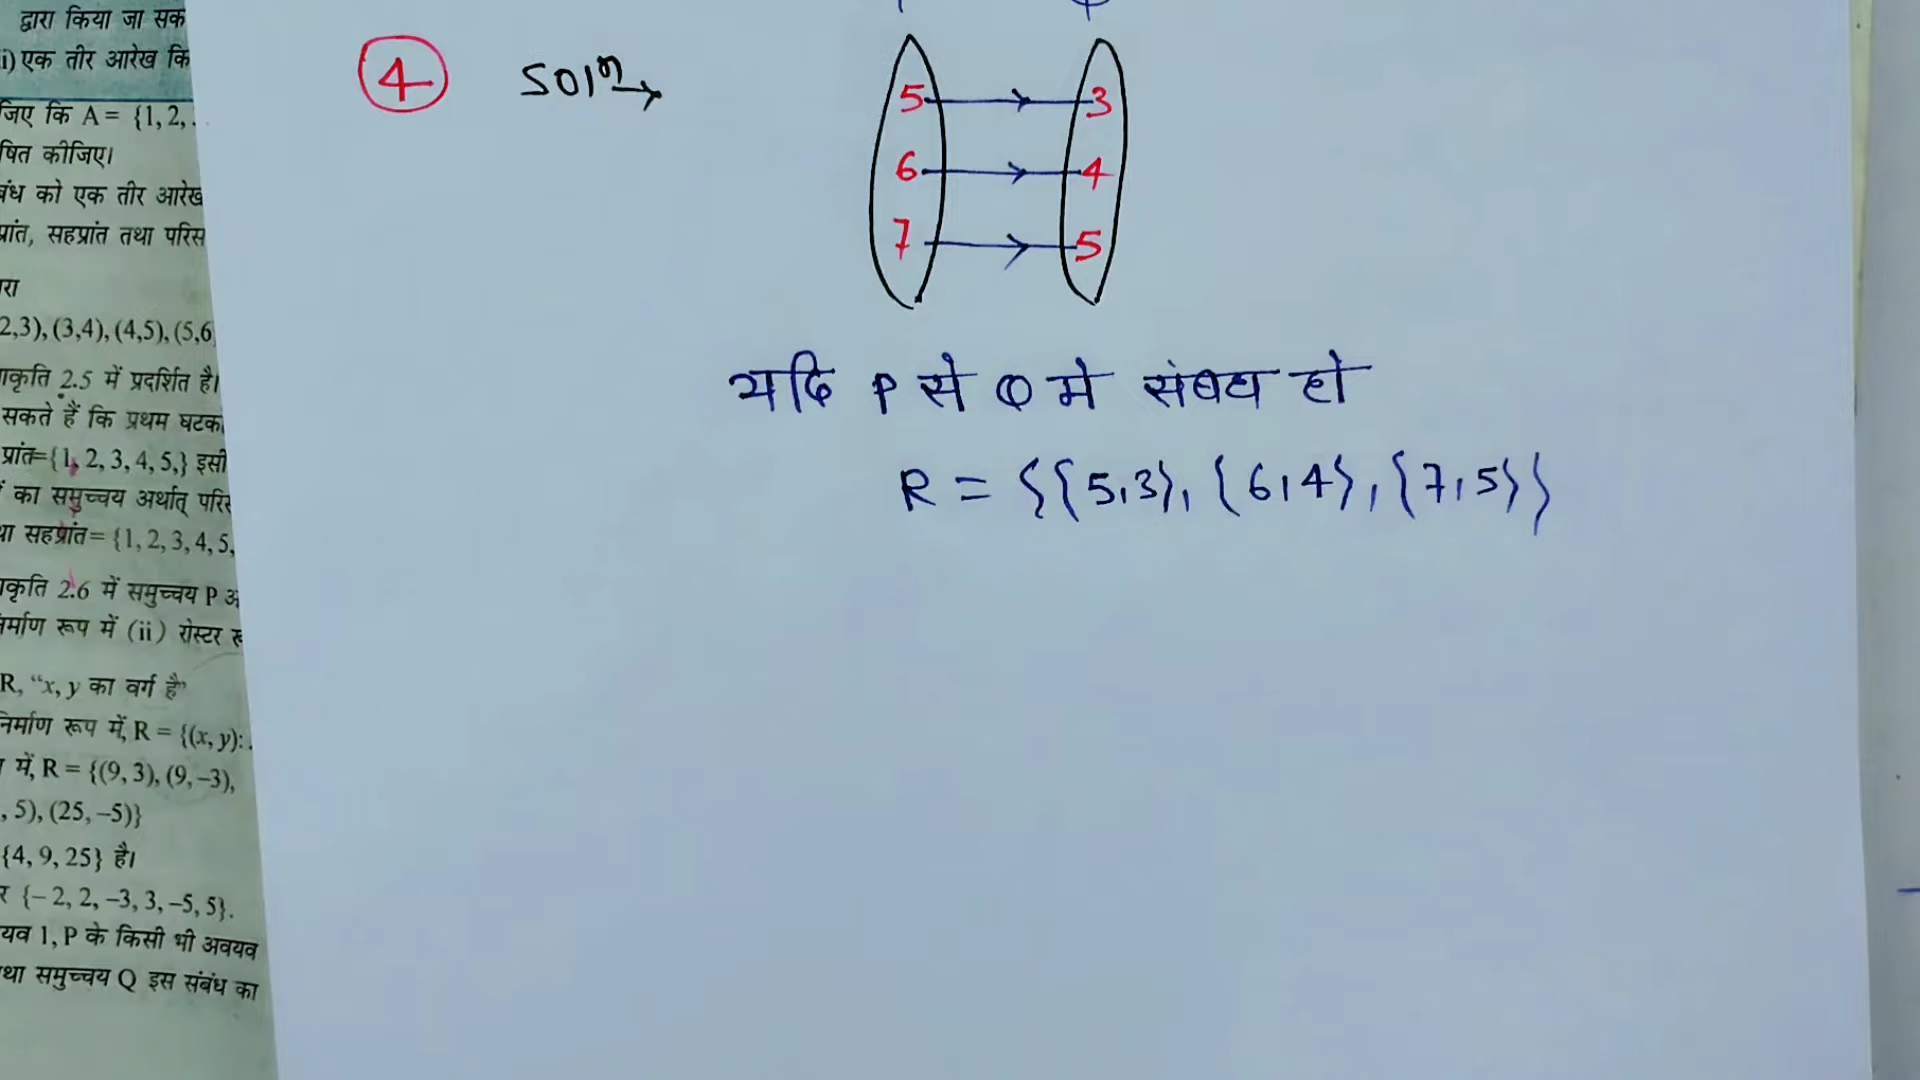 द्वारा किया जा सक
i) एक तीर आरेख कि
जिए कि A = {1, 2, .
षित कीजिए।
बंध को एक तीर आरेख
प्रांत, सहप्रांत तथा परिस
रा
2,3), (3,4), (4,5), (5,6
गकृति 2.5 में प्रदर्शित है।
सकते हैं कि प्रथम घटक
प्रांत={1, 2, 3, 4, 5,} इसी
का समुच्चय अर्थात् परिस
था सहप्रांत= {1, 2, 3, 4, 5,
गकृति 2.6 में समुच्चय P अ
नर्माण रूप में (ii) रोस्टर रू
R, “x, y का वर्ग है”
निर्माण रूप में, R = {(x, y):
में, R = {(9, 3), (9, –3),
, 5), (25, –5)}
{4, 9, 25} है।
र {– 2, 2, –3, 3, –5, 5}.
यव 1, P के किसी भी अवयव
था समुच्चय Q इस संबंध का
4 Solⁿ→
5 → 3
6 → 4
7 → 5
यदि P से Q मे संबध हो
R = {{5,3}, {6,4}, {7,5}}